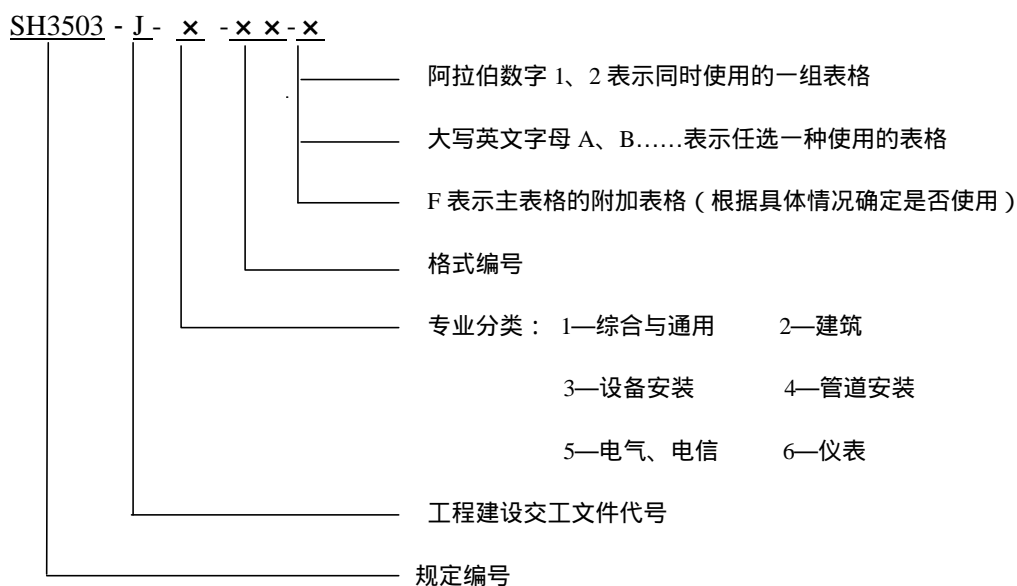 SH3503 - J - × - × × - ×
阿拉伯数字 1、2 表示同时使用的一组表格
大写英文字母 A、B……表示任选一种使用的表格
F 表示主表格的附加表格（根据具体情况确定是否使用）
格式编号
专业分类： 1—综合与通用 2—建筑
3—设备安装 4—管道安装
5—电气、电信 6—仪表
工程建设交工文件代号
规定编号